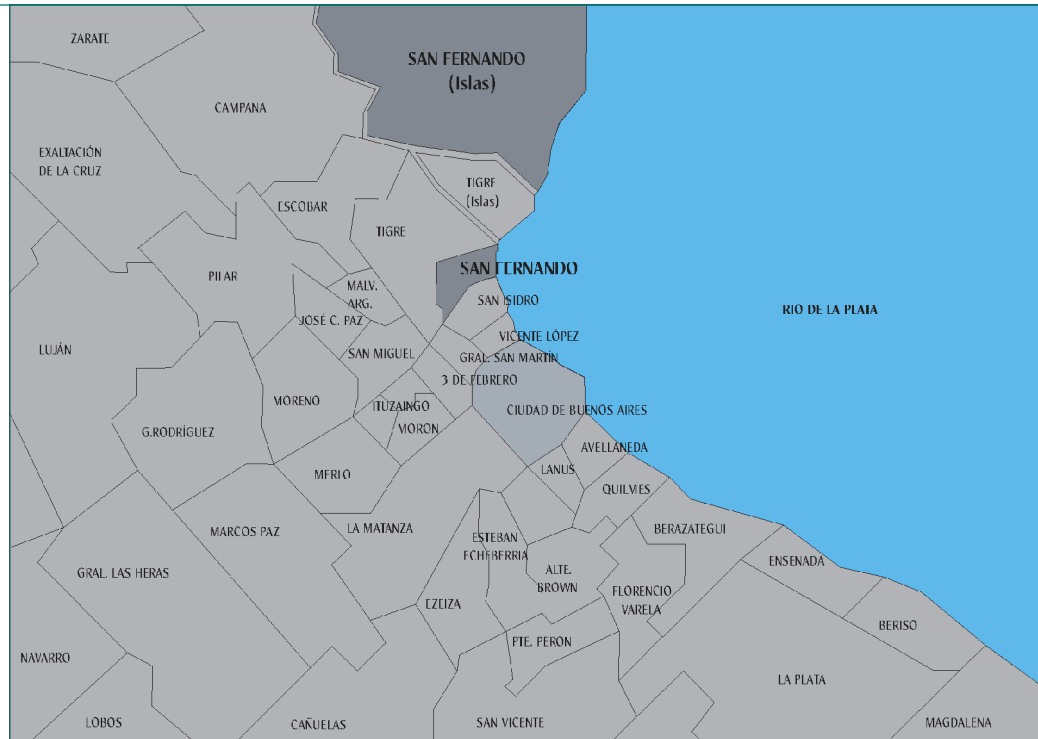 ZARATE
SAN FERNANDO
(Islas)
CAMPANA
EXALTACIÓN
DE LA CRUZ
TIGRE
(Islas)
ESCOBAR
TIGRE
SAN FERNANDO
PILAR
MALV.
ARG.
SAN ISIDRO
RIO DE LA PLATA
JOSÉ C. PAZ
VICENTE LÓPEZ
LUJÁN
SAN MIGUEL
GRAL. SAN MARTÍN
3 DE FEBRERO
MORENO
ITUZAINGO
CIUDAD DE BUENOS AIRES
G.RODRÍGUEZ
MORON
AVELLANEDA
MERLO
LANUS
QUILMES
MARCOS PAZ
LA MATANZA
BERAZATEGUI
ESTEBAN
ECHEBERRIA
ENSENADA
GRAL. LAS HERAS
ALTE.
BROWN
FLORENCIO
VARELA
EZEIZA
BERISO
PTE. PERÓN
NAVARRO
LA PLATA
LOBOS
CAÑUELAS
SAN VICENTE
MAGDALENA